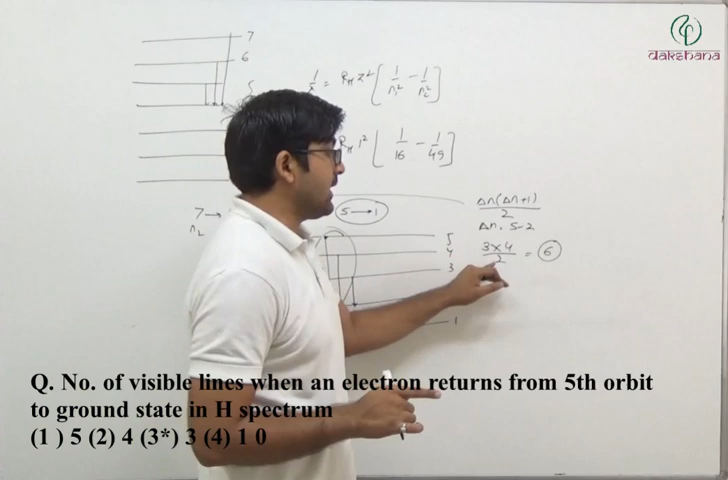 dakshana
7
6
5
1/λ = R_H z² [1/n₁² − 1/n₂²]
R_H 1² [1/16 − 1/49]
7 →
n₂
5 → 1
Δn(Δn+1)/2
Δn. 5-2
3×4/2 = 6
5
4
3
1
Q. No. of visible lines when an electron returns from 5th orbit
to ground state in H spectrum
(1 ) 5 (2) 4 (3*) 3 (4) 1 0